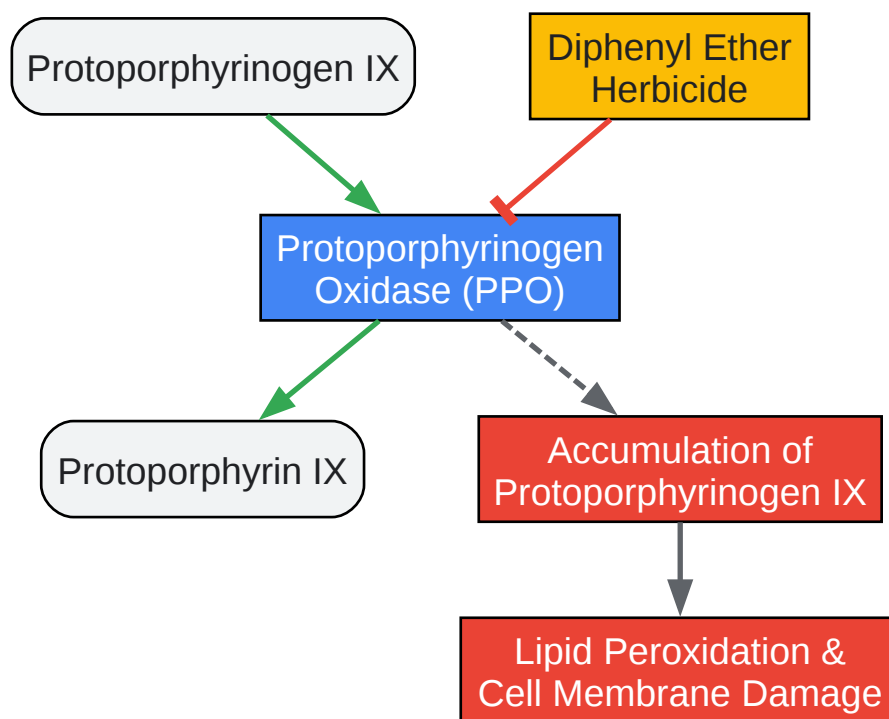 Protoporphyrinogen IX
Diphenyl Ether
Herbicide
Protoporphyrinogen
Oxidase (PPO)
Protoporphyrin IX
Accumulation of
Protoporphyrinogen IX
Lipid Peroxidation &
Cell Membrane Damage